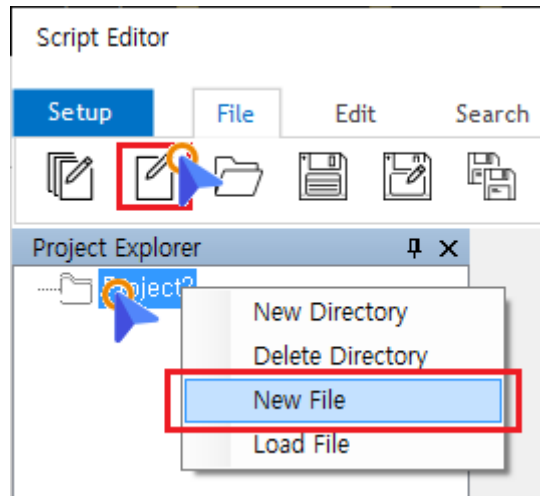 Script Editor
Setup File Edit Search
Project Explorer
New Directory
Delete Directory
New File
Load File